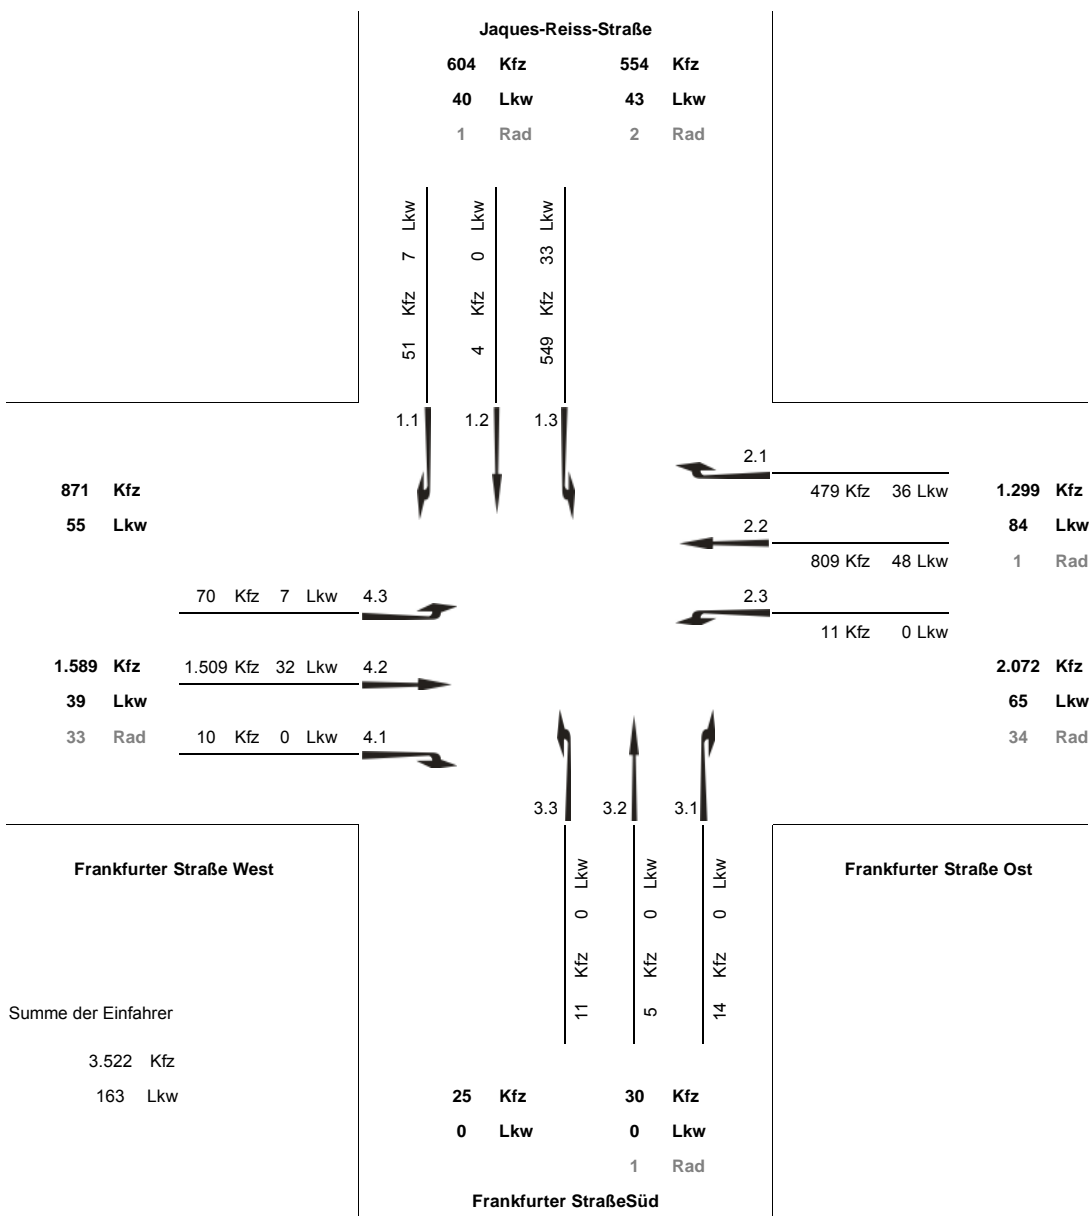 Jaques-Reiss-Straße
604 Kfz 554 Kfz
40 Lkw 43 Lkw
1 Rad 2 Rad
51 Kfz 7 Lkw
4 Kfz 0 Lkw
549 Kfz 33 Lkw
1.1 1.2 1.3
871 Kfz
55 Lkw
2.1
479 Kfz 36 Lkw
2.2
809 Kfz 48 Lkw
2.3
11 Kfz 0 Lkw
1.299 Kfz
84 Lkw
1 Rad
70 Kfz 7 Lkw 4.3
1.589 Kfz
39 Lkw
33 Rad
1.509 Kfz 32 Lkw 4.2
10 Kfz 0 Lkw 4.1
2.072 Kfz
65 Lkw
34 Rad
3.3 3.2 3.1
11 Kfz 0 Lkw
5 Kfz 0 Lkw
14 Kfz 0 Lkw
Frankfurter Straße West
Frankfurter Straße Ost
Summe der Einfahrer
3.522 Kfz
163 Lkw
25 Kfz 30 Kfz
0 Lkw 0 Lkw
1 Rad
Frankfurter StraßeSüd